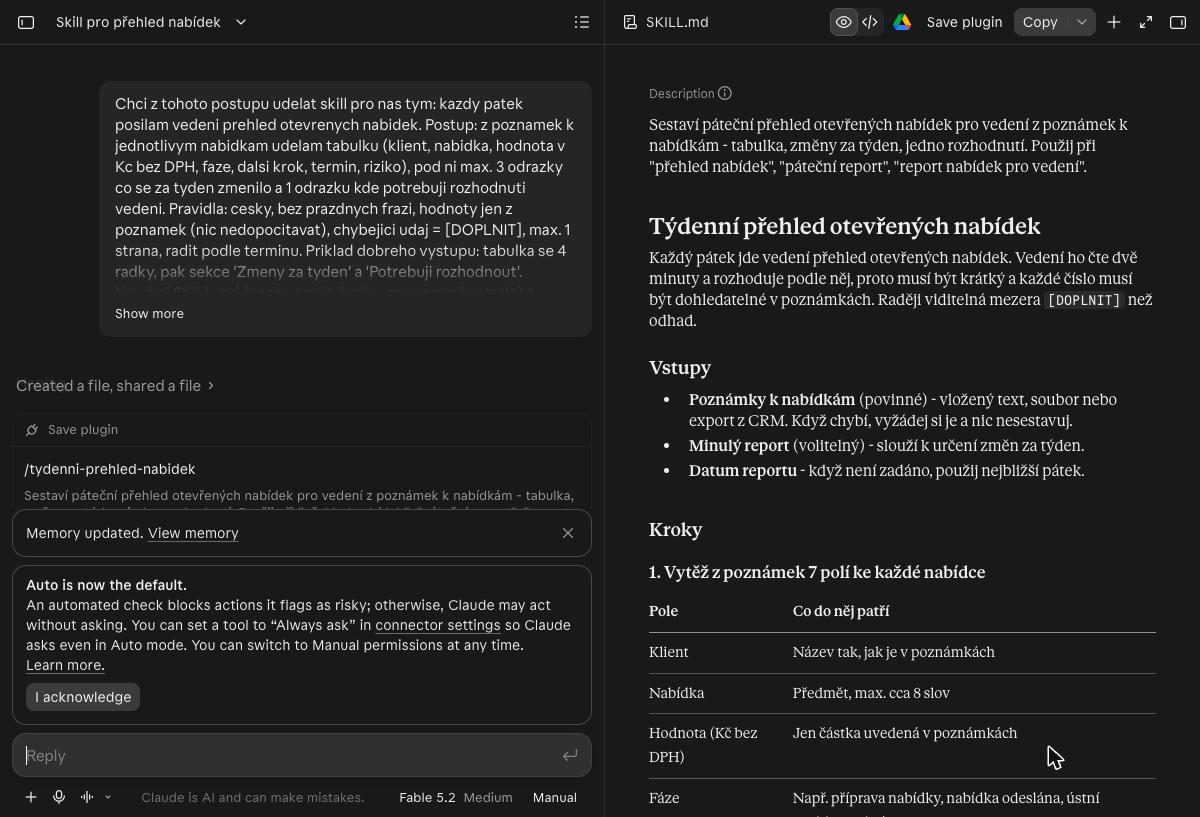 Skill pro přehled nabídek
Chci z tohoto postupu udelat skill pro nas tym: kazdy patek
posilam vedeni prehled otevrenych nabidek. Postup: z poznamek k
jednotlivym nabidkam udelam tabulku (klient, nabidka, hodnota v
Kc bez DPH, faze, dalsi krok, termin, riziko), pod ni max. 3 odrazky
co se za tyden zmenilo a 1 odrazku kde potrebuji rozhodnuti
vedeni. Pravidla: cesky, bez prazdnych frazi, hodnoty jen z
poznamek (nic nedopocitavat), chybejici udaj = [DOPLNIT], max. 1
strana, radit podle terminu. Priklad dobreho vystupu: tabulka se 4
radky, pak sekce 'Zmeny za tyden' a 'Potrebuji rozhodnout'.
Show more
Created a file, shared a file
Save plugin
/tydenni-prehled-nabidek
Sestaví páteční přehled otevřených nabídek pro vedení z poznámek k nabídkám - tabulka,
Memory updated. View memory
Auto is now the default.
An automated check blocks actions it flags as risky; otherwise, Claude may act
without asking. You can set a tool to “Always ask” in connector settings so Claude
asks even in Auto mode. You can switch to Manual permissions at any time.
Learn more.
I acknowledge
Reply
Claude is AI and can make mistakes. Fable 5.2 Medium Manual
SKILL.md Save plugin Copy
Description
Sestaví páteční přehled otevřených nabídek pro vedení z poznámek k
nabídkám - tabulka, změny za týden, jedno rozhodnutí. Použij při
"přehled nabídek", "páteční report", "report nabídek pro vedení".
Týdenní přehled otevřených nabídek
Každý pátek jde vedení přehled otevřených nabídek. Vedení ho čte dvě
minuty a rozhoduje podle něj, proto musí být krátký a každé číslo musí
být dohledatelné v poznámkách. Raději viditelná mezera [DOPLNIT] než
odhad.
Vstupy
• Poznámky k nabídkám (povinné) - vložený text, soubor nebo
export z CRM. Když chybí, vyžádej si je a nic nesestavuj.
• Minulý report (volitelný) - slouží k určení změn za týden.
• Datum reportu - když není zadáno, použij nejbližší pátek.
Kroky
1. Vytěž z poznámek 7 polí ke každé nabídce
Pole Co do něj patří
Klient Název tak, jak je v poznámkách
Nabídka Předmět, max. cca 8 slov
Hodnota (Kč bez Jen částka uvedená v poznámkách
DPH)
Fáze Např. příprava nabídky, nabídka odeslána, ústní